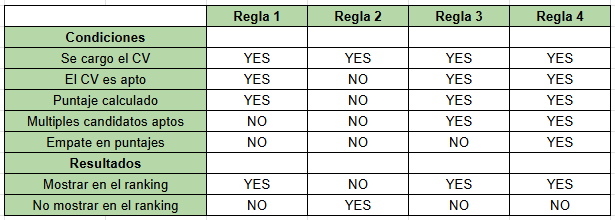 Regla 1 Regla 2 Regla 3 Regla 4
Condiciones
Se cargo el CV YES YES YES YES
El CV es apto YES NO YES YES
Puntaje calculado YES NO YES YES
Multiples candidatos aptos NO NO YES YES
Empate en puntajes NO NO NO YES
Resultados
Mostrar en el ranking YES NO YES YES
No mostrar en el ranking NO YES NO NO